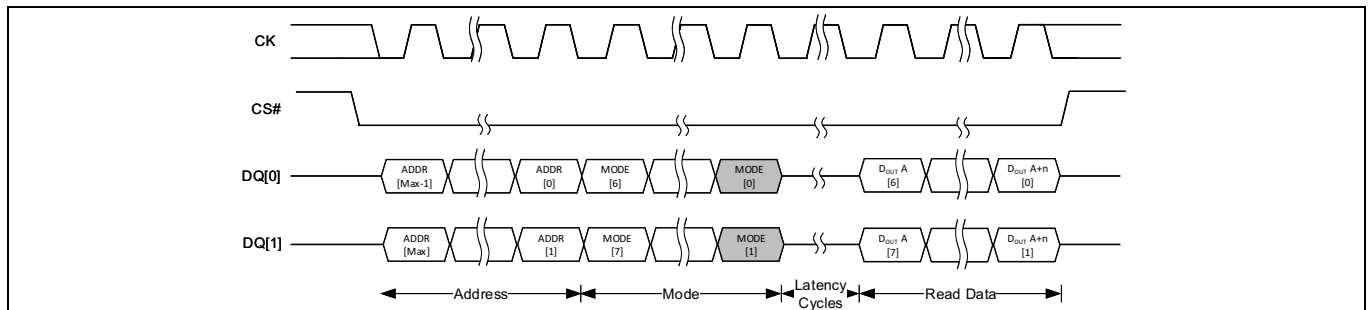 CK
CS#
DQ[0]
ADDR
[Max-1]
ADDR
[0]
MODE
[6]
MODE
[0]
DOUT A
[6]
DOUT A+n
[0]
DQ[1]
ADDR
[Max]
ADDR
[1]
MODE
[7]
MODE
[1]
DOUT A
[7]
DOUT A+n
[1]
Address
Mode
Latency
Cycles
Read Data